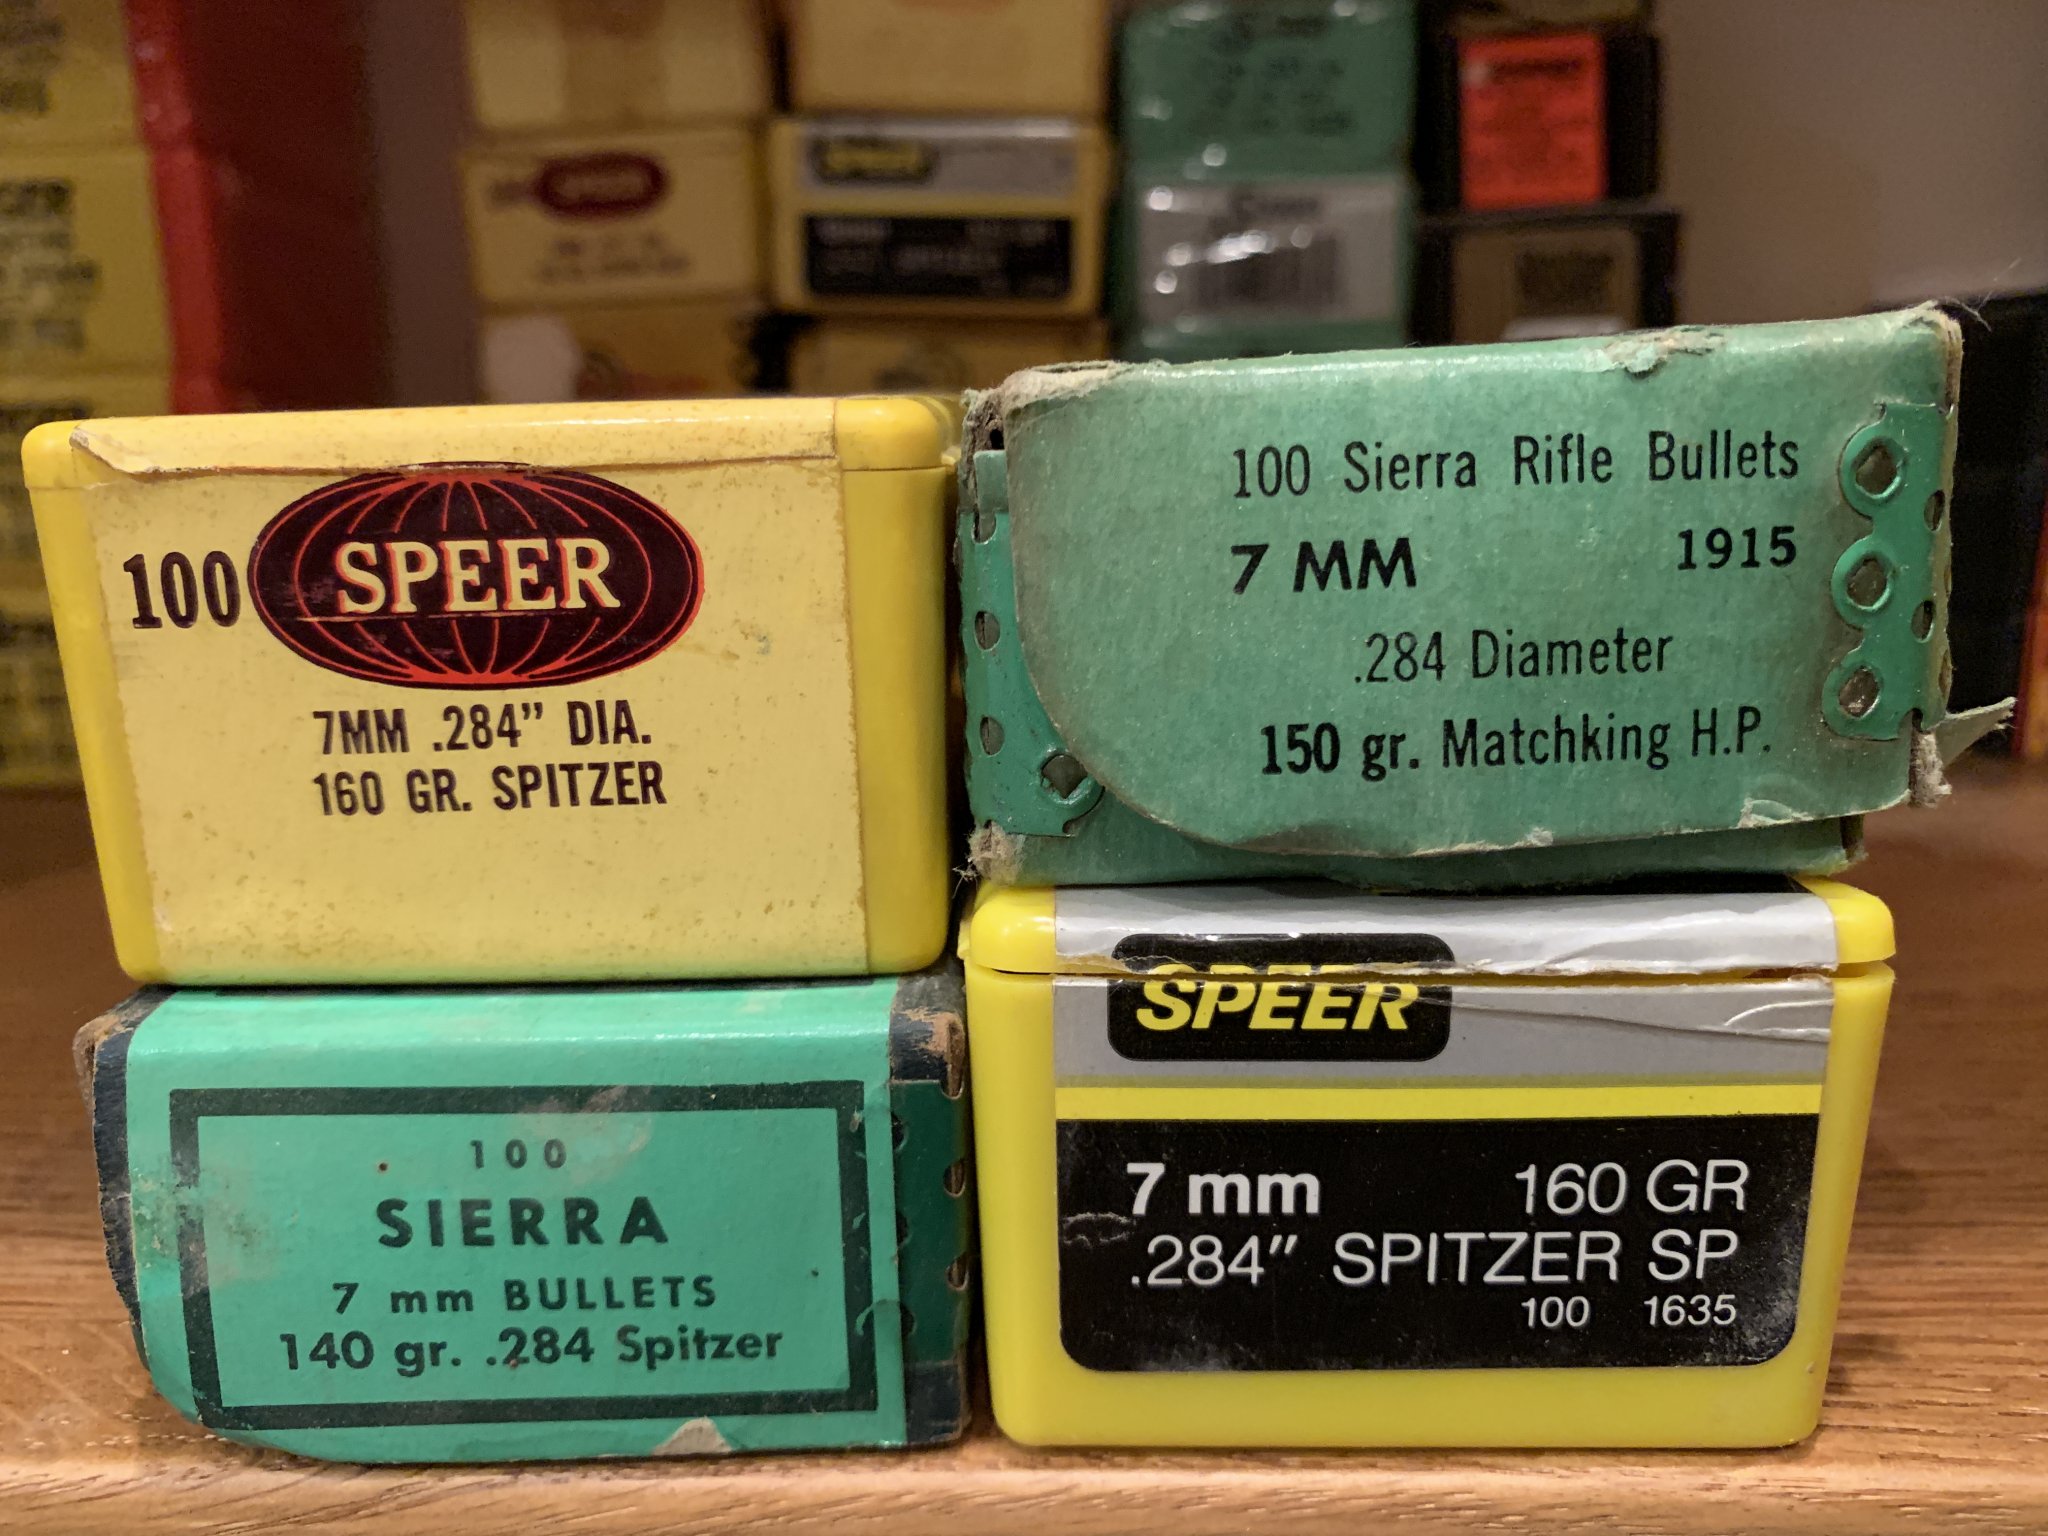 100 SPEER
7MM .284" DIA.
160 GR. SPITZER
100 Sierra Rifle Bullets
7 MM 1915
.284 Diameter
150 gr. Matchking H.P.
100
SIERRA
7 mm BULLETS
140 gr. .284 Spitzer
SPEER
7 mm 160 GR
.284" SPITZER SP
100 1635